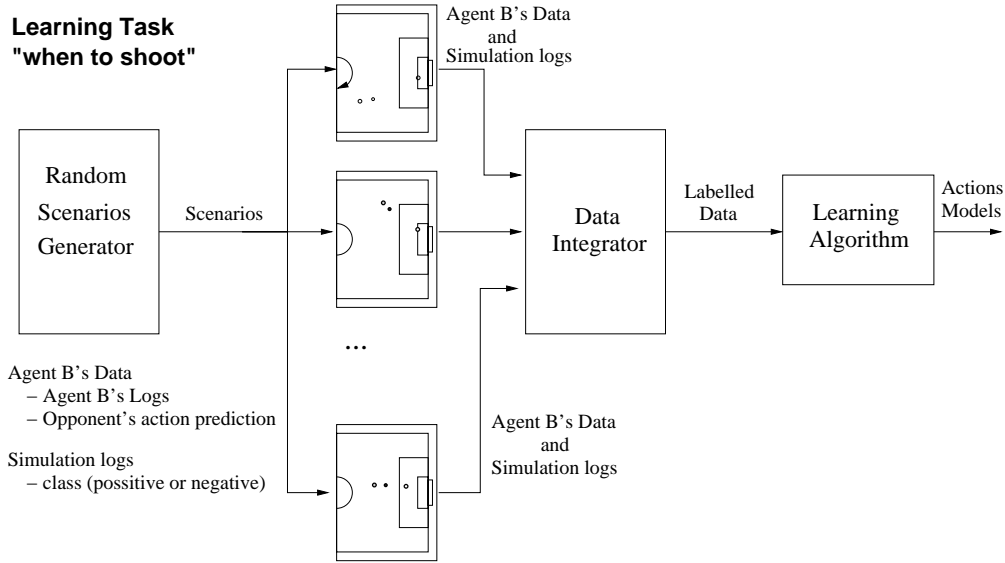 Learning Task
"when to shoot"
Agent B's Data
and
Simulation logs
Random
Scenarios
Generator
Scenarios
Data
Integrator
Labelled
Data
Learning
Algorithm
Actions
Models
...
Agent B's Data
– Agent B's Logs
– Opponent's action prediction
Simulation logs
– class (possitive or negative)
Agent B's Data
and
Simulation logs